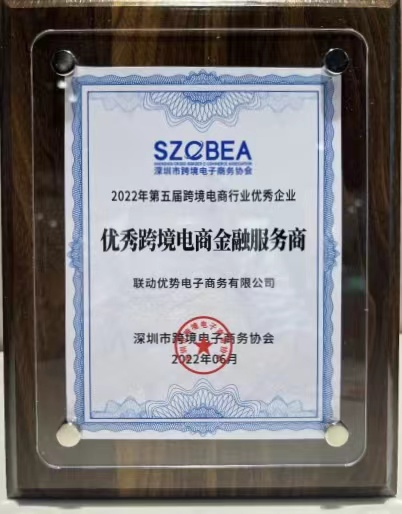 SZCBEA
深圳市跨境电子商务协会
2022年第五届跨境电商行业优秀企业
优秀跨境电商金融服务商
联动优势电子商务有限公司
深圳市跨境电子商务协会
2022年06月